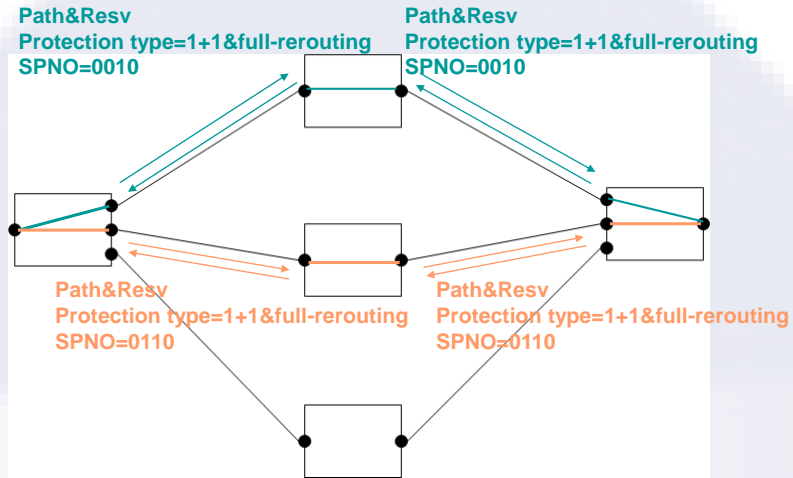 Path&Resv
Protection type=1+1&full-rerouting
SPNO=0010
Path&Resv
Protection type=1+1&full-rerouting
SPNO=0010
Path&Resv
Protection type=1+1&full-rerouting
SPNO=0110
Path&Resv
Protection type=1+1&full-rerouting
SPNO=0110